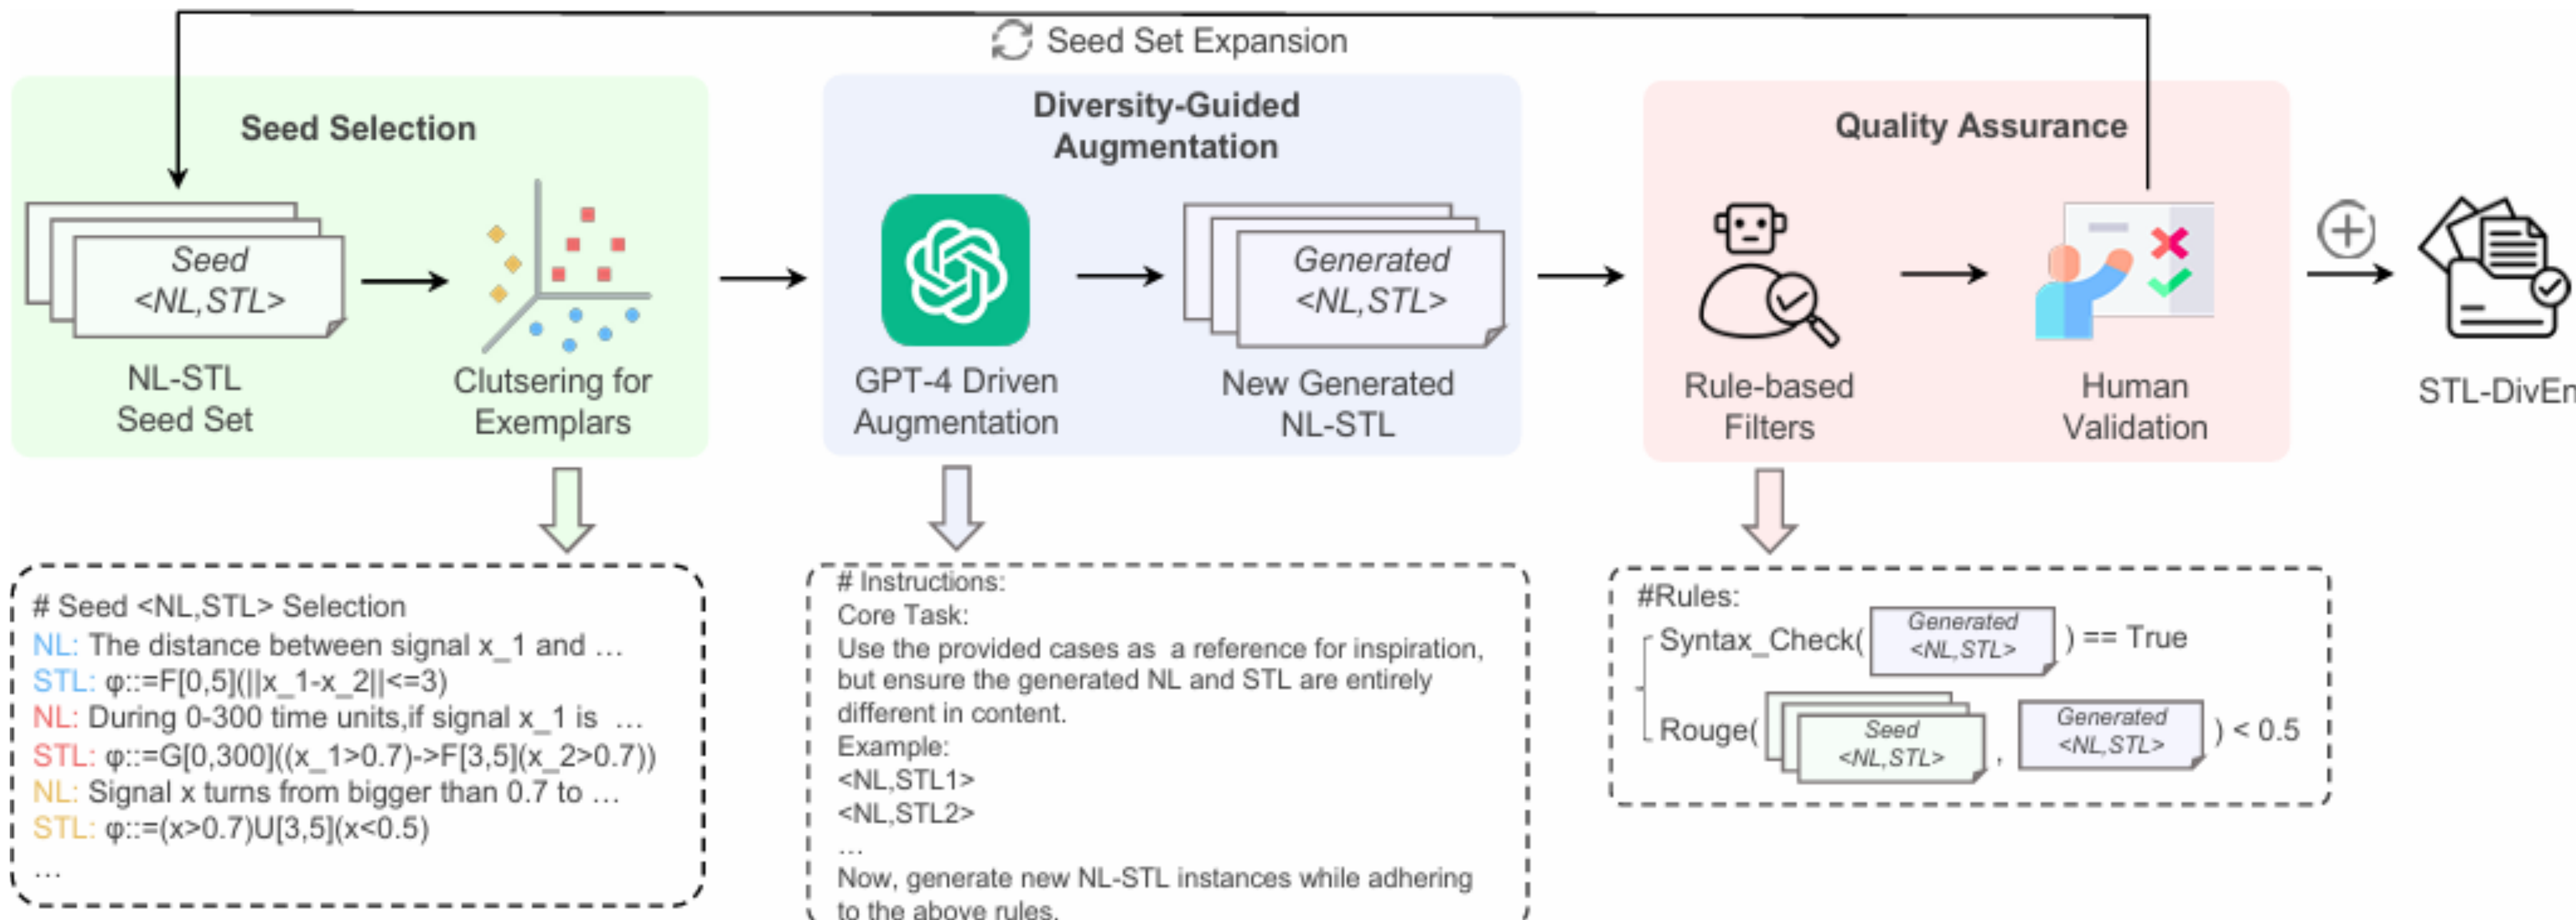 Seed Set Expansion
Seed Selection
Seed
<NL,STL>
NL-STL
Seed Set
Clutsering for
Exemplars
Diversity-Guided
Augmentation
GPT-4 Driven
Augmentation
Generated
<NL,STL>
New Generated
NL-STL
Quality Assurance
Rule-based
Filters
Human
Validation
STL-DivEn
# Seed <NL,STL> Selection
NL: The distance between signal x_1 and …
STL: φ::=F[0,5](||x_1-x_2||<=3)
NL: During 0-300 time units,if signal x_1 is …
STL: φ::=G[0,300]((x_1>0.7)->F[3,5](x_2>0.7))
NL: Signal x turns from bigger than 0.7 to …
STL: φ::=(x>0.7)U[3,5](x<0.5)
…
# Instructions:
Core Task:
Use the provided cases as a reference for inspiration,
but ensure the generated NL and STL are entirely
different in content.
Example:
<NL,STL1>
<NL,STL2>
…
Now, generate new NL-STL instances while adhering
to the above rules.
#Rules:
Syntax_Check( Generated <NL,STL> ) == True
Rouge( Seed <NL,STL> , Generated <NL,STL> ) < 0.5